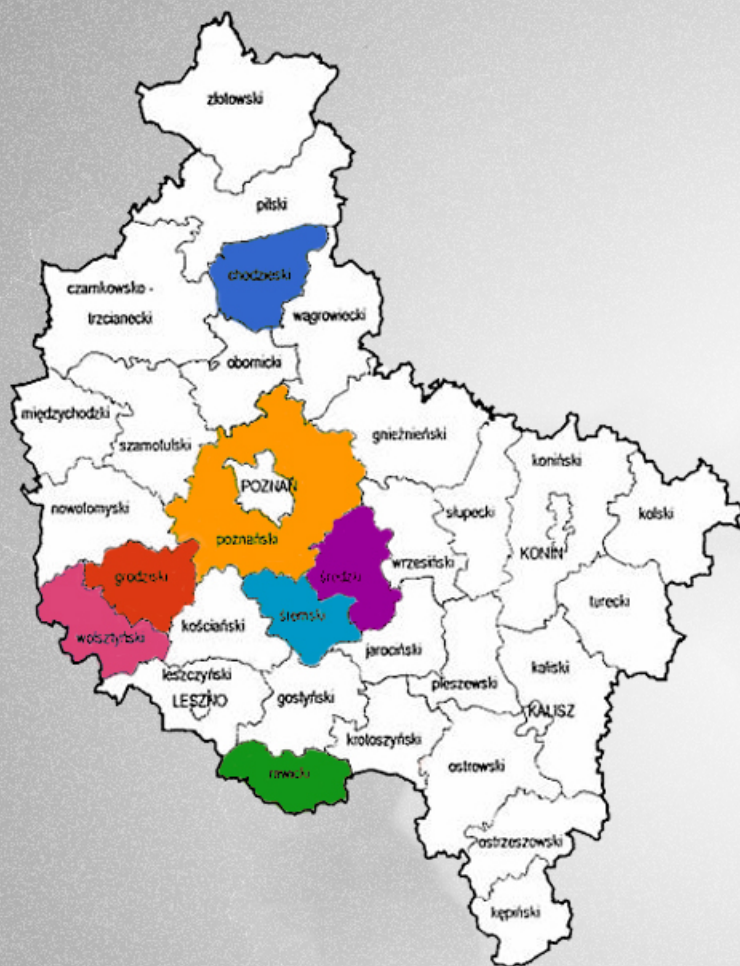 złotowski
pilski
chodzieski
czarnkowsko -
trzcianecki
wągrowiecki
obornicki
międzychodzki
szamotulski
gnieźnieński
koniński
POZNAŃ
nowotomyski
słupecki
kolski
poznański
wrzesiński
KONIN
grodziski
średzki
turecki
śremski
kościański
wolsztyński
jarociński
kaliski
leszczyński
pleszewski
LESZNO
gostyński
KALISZ
krotoszyński
ostrowski
rawicki
ostrzeszowski
kępiński